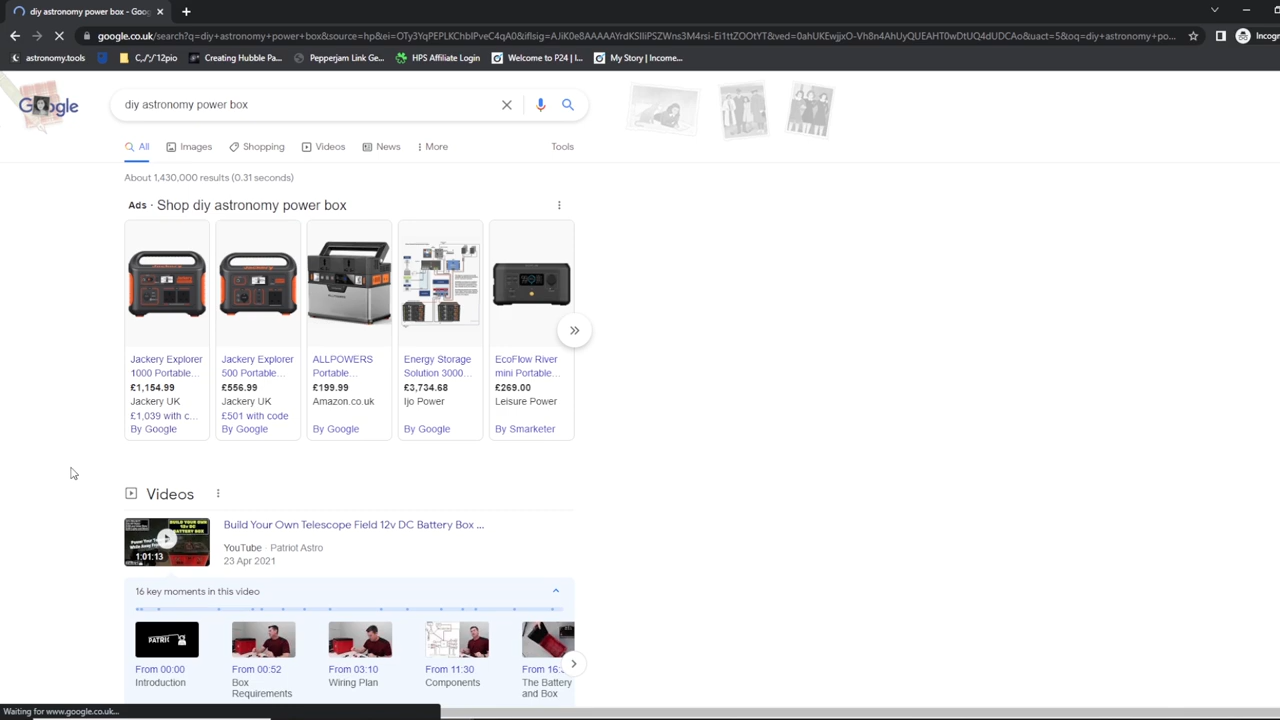 diy astronomy power box - Goog
google.co.uk/search?q=diy+astronomy+power+box&source=hp&ei=OTy3YqPEPLKChbIPveC4qA0&iflsig=AJiK0e8AAAAAYrdKSIIiPSZWns3M4rsi-Ei1ttZOOtYT&ved=0ahUKEwjjxO-Vh8n4AhUyQUEAHT0wDtUQ4dUDCAo&uact=5&oq=diy+astronomy+po...
Incogn
astronomy.tools
C,/';/`12pio
Creating Hubble Pa...
Pepperjam Link Ge...
HPS Affiliate Login
Welcome to P24 | I...
My Story | Income...
Google
diy astronomy power box
All Images Shopping Videos News More Tools
About 1,430,000 results (0.31 seconds)
Ads · Shop diy astronomy power box
Jackery Explorer
1000 Portable...
£1,154.99
Jackery UK
£1,039 with c...
By Google
Jackery Explorer
500 Portable...
£556.99
Jackery UK
£501 with code
By Google
ALLPOWERS
Portable...
£199.99
Amazon.co.uk
By Google
Energy Storage
Solution 3000...
£3,734.68
Ijo Power
By Google
EcoFlow River
mini Portable...
£269.00
Leisure Power
By Smarketer
Videos
BUILD YOUR OWN
12v DC
BATTERY BOX
1:01:13
Build Your Own Telescope Field 12v DC Battery Box ...
YouTube · Patriot Astro
23 Apr 2021
16 key moments in this video
From 00:00
Introduction
From 00:52
Box
Requirements
From 03:10
Wiring Plan
From 11:30
Components
From 16:
The Battery
and Box
Waiting for www.google.co.uk...